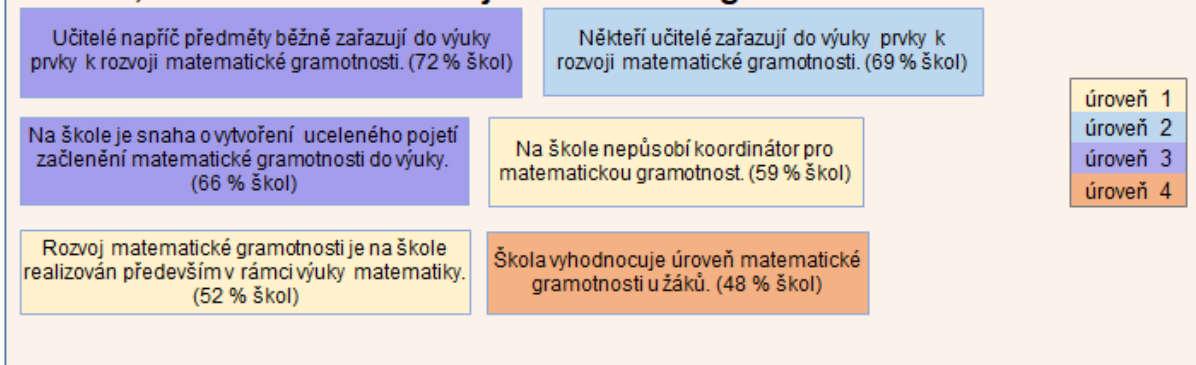 Učitelé napříč předměty běžně zařazují do výuky
prvky k rozvoji matematické gramotnosti. (72 % škol)
Někteří učitelé zařazují do výuky prvky k
rozvoji matematické gramotnosti. (69 % škol)
Na škole je snaha o vytvoření uceleného pojetí
začlenění matematické gramotnosti do výuky.
(66 % škol)
Na škole nepůsobí koordinátor pro
matematickou gramotnost. (59 % škol)
Rozvoj matematické gramotnosti je na škole
realizován především v rámci výuky matematiky.
(52 % škol)
Škola vyhodnocuje úroveň matematické
gramotnosti u žáků. (48 % škol)
úroveň 1
úroveň 2
úroveň 3
úroveň 4